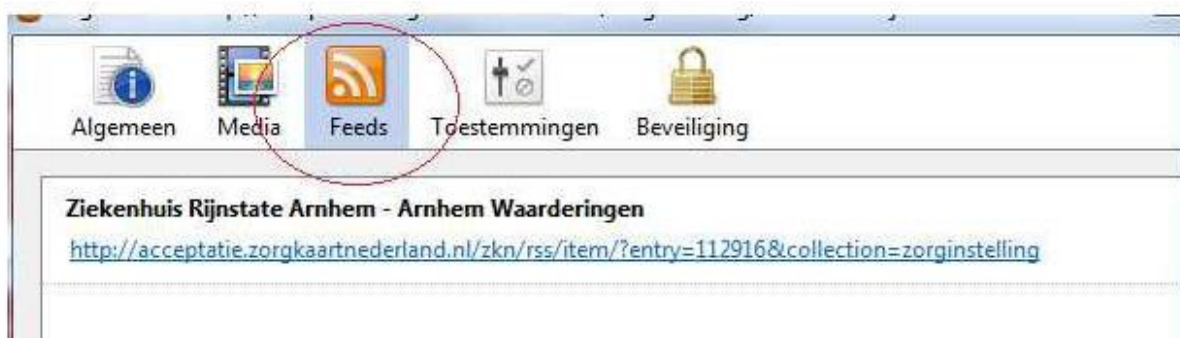 Algemeen Media Feeds Toestemmingen Beveiliging
Ziekenhuis Rijnstate Arnhem - Arnhem Waarderingen
http://acceptatie.zorgkaartnederland.nl/zkn/rss/item/?entry=112916&collection=zorginstelling